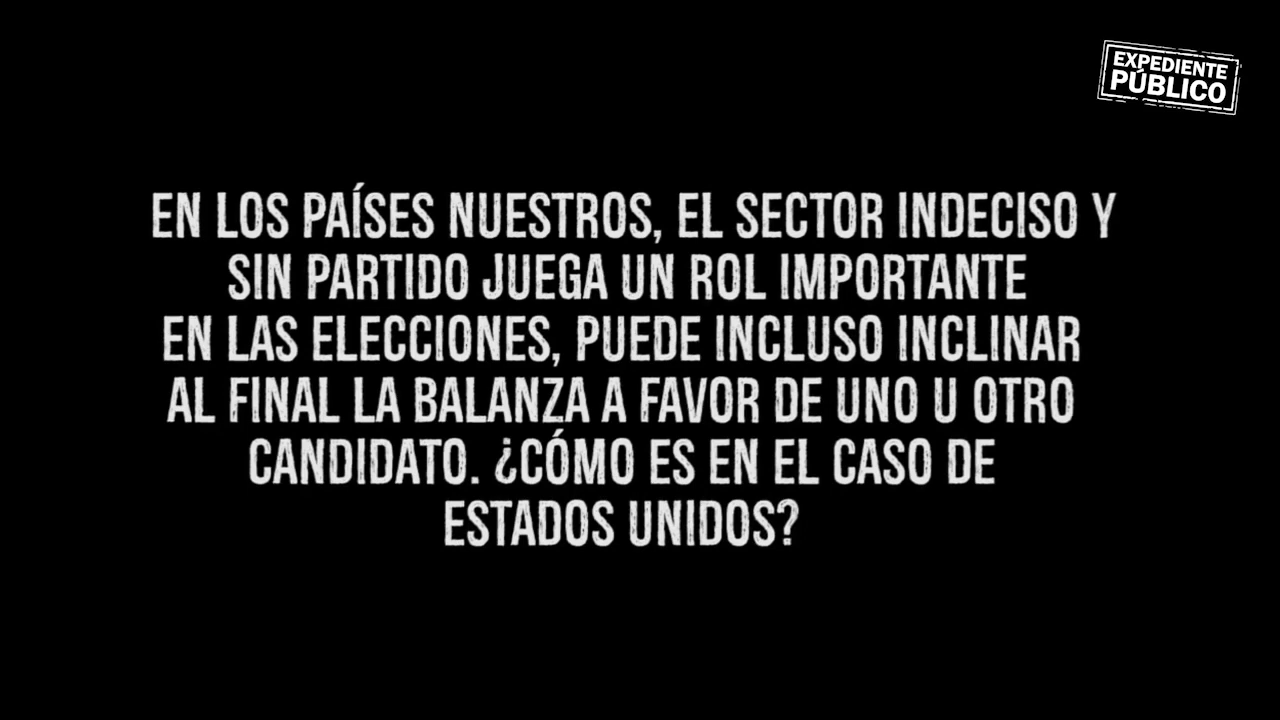 EXPEDIENTE
PÚBLICO
EN LOS PAÍSES NUESTROS, EL SECTOR INDECISO Y
SIN PARTIDO JUEGA UN ROL IMPORTANTE
EN LAS ELECCIONES, PUEDE INCLUSO INCLINAR
AL FINAL LA BALANZA A FAVOR DE UNO U OTRO
CANDIDATO. ¿CÓMO ES EN EL CASO DE
ESTADOS UNIDOS?